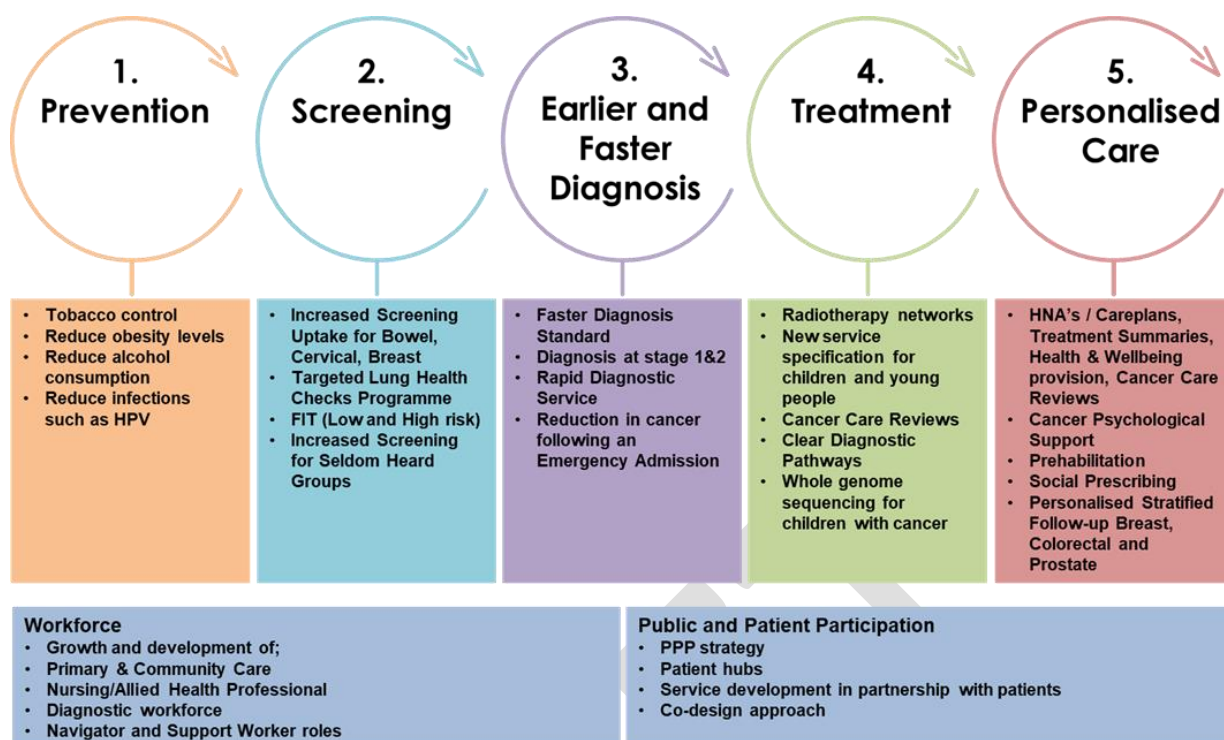 1.
Prevention
2.
Screening
3.
Earlier and
Faster
Diagnosis
4.
Treatment
5.
Personalised
Care
• Tobacco control
• Reduce obesity levels
• Reduce alcohol
consumption
• Reduce infections
such as HPV
• Increased Screening
Uptake for Bowel,
Cervical, Breast
• Targeted Lung Health
Checks Programme
• FIT (Low and High risk)
• Increased Screening
for Seldom Heard
Groups
• Faster Diagnosis
Standard
• Diagnosis at stage 1&2
• Rapid Diagnostic
Service
• Reduction in cancer
following an
Emergency Admission
• Radiotherapy networks
• New service
specification for
children and young
people
• Cancer Care Reviews
• Clear Diagnostic
Pathways
• Whole genome
sequencing for
children with cancer
• HNA's / Careplans,
Treatment Summaries,
Health & Wellbeing
provision, Cancer Care
Reviews
• Cancer Psychological
Support
• Prehabilitation
• Social Prescribing
• Personalised Stratified
Follow-up Breast,
Colorectal and
Prostate
Workforce
• Growth and development of;
• Primary & Community Care
• Nursing/Allied Health Professional
• Diagnostic workforce
• Navigator and Support Worker roles
Public and Patient Participation
• PPP strategy
• Patient hubs
• Service development in partnership with patients
• Co-design approach